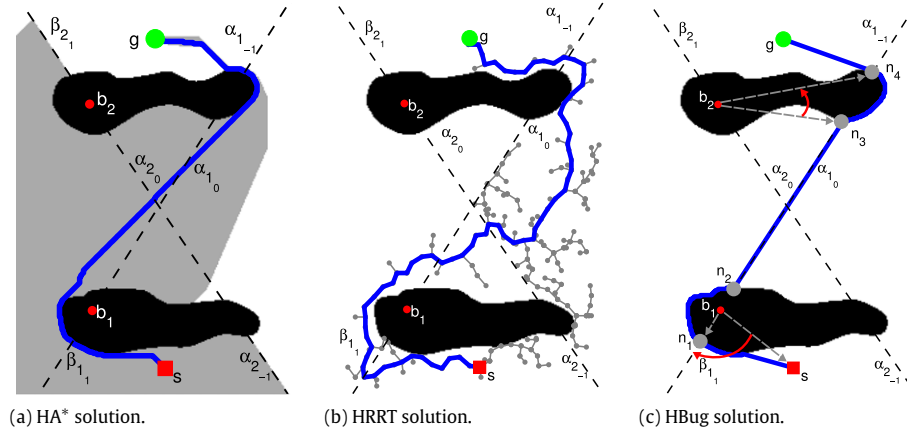 β₂₁
g
α₁₋₁
b₂
α₂₀
α₁₀
b₁
β₁₁
s
α₂₋₁
(a) HA* solution.
β₂₁
g
α₁₋₁
b₂
α₂₀
α₁₀
b₁
β₁₁
s
α₂₋₁
(b) HRRT solution.
β₂₁
g
α₁₋₁
n₄
b₂
n₃
α₂₀
α₁₀
n₂
b₁
n₁
β₁₁
s
α₂₋₁
(c) HBug solution.